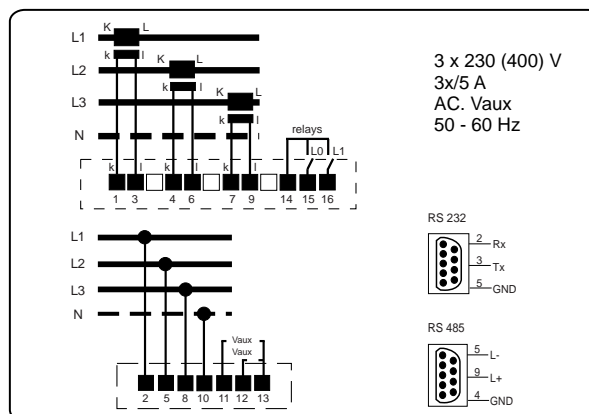 K L
L1
K L
k l
L2
K L
k l
L3
k l
N
relays
L0 L1
k l k l k l
1 3 4 6 7 9 14 15 16
3 x 230 (400) V
3x/5 A
AC. Vaux
50 - 60 Hz
L1
L2
L3
N
Vaux
Vaux
2 5 8 10 11 12 13
RS 232
2 Rx
3 Tx
5 GND
RS 485
5 L-
9 L+
4 GND